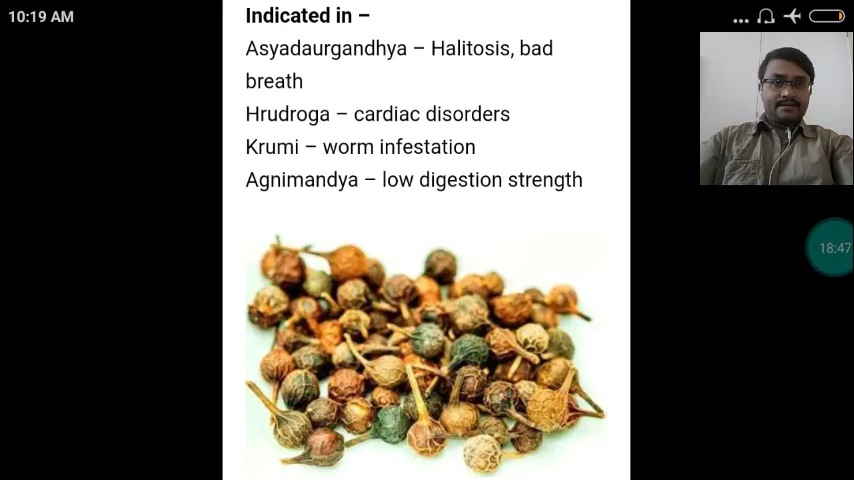 10:19 AM
Indicated in –
Asyadaurgandhya – Halitosis, bad
breath
Hrudroga – cardiac disorders
Krumi – worm infestation
Agnimandya – low digestion strength
18:47